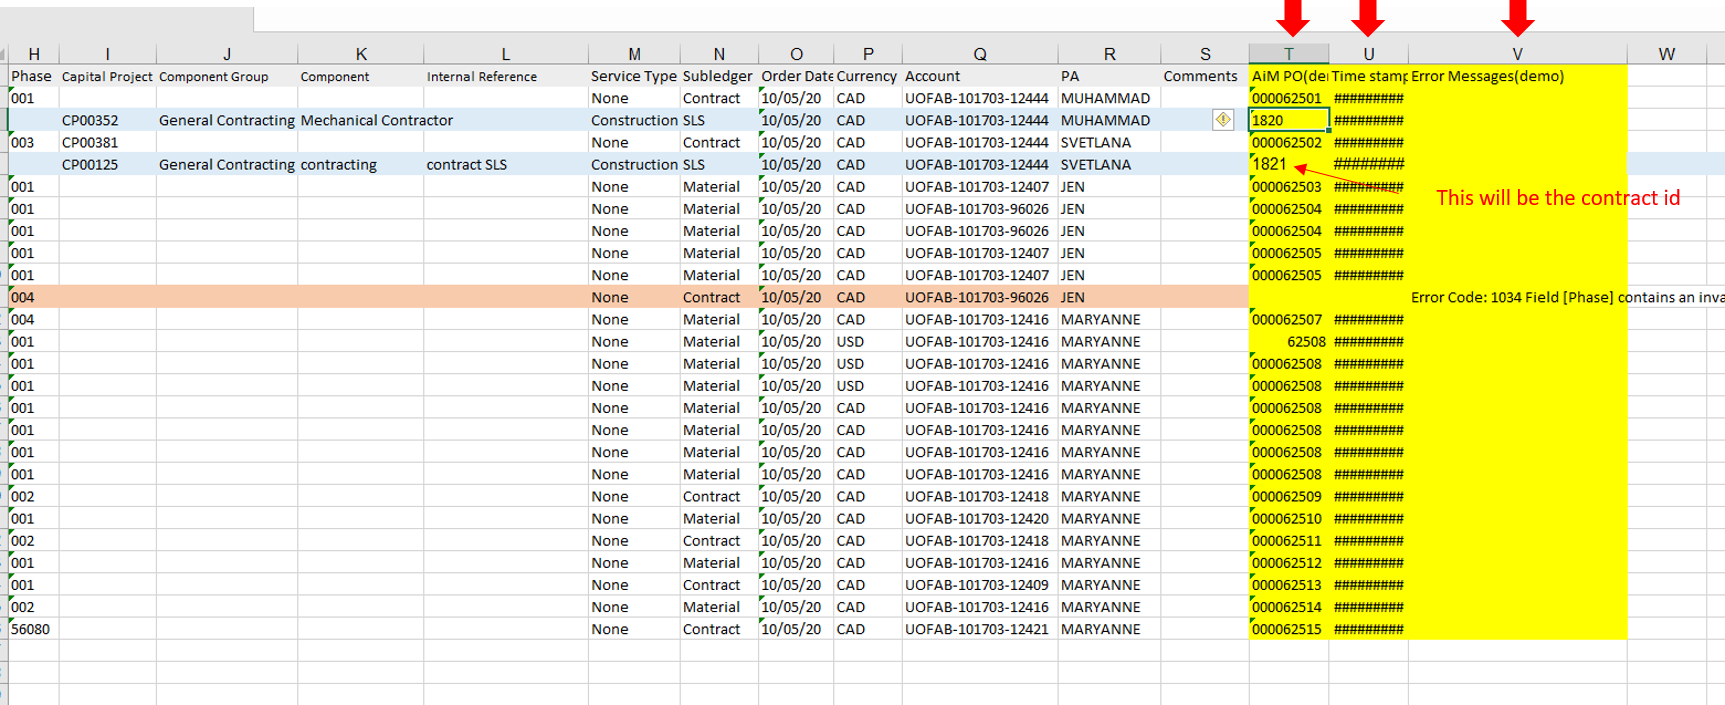 H I J K L M N O P Q R S T U V W
Phase Capital Project Component Group Component Internal Reference Service Type Subledger Order Date Currency Account PA Comments AiM PO(de Time stamp Error Messages(demo)
001 None Contract 10/05/20 CAD UOFAB-101703-12444 MUHAMMAD 000062501 #########
CP00352 General Contracting Mechanical Contractor Construction SLS 10/05/20 CAD UOFAB-101703-12444 MUHAMMAD 1820 #########
003 CP00381 None Contract 10/05/20 CAD UOFAB-101703-12444 SVETLANA 000062502 #########
CP00125 General Contracting contracting contract SLS Construction SLS 10/05/20 CAD UOFAB-101703-12444 SVETLANA 1821 #########
001 None Material 10/05/20 CAD UOFAB-101703-12407 JEN 000062503 #########
This will be the contract id
001 None Material 10/05/20 CAD UOFAB-101703-96026 JEN 000062504 #########
001 None Material 10/05/20 CAD UOFAB-101703-96026 JEN 000062504 #########
001 None Material 10/05/20 CAD UOFAB-101703-12407 JEN 000062505 #########
001 None Material 10/05/20 CAD UOFAB-101703-12407 JEN 000062505 #########
004 None Contract 10/05/20 CAD UOFAB-101703-96026 JEN Error Code: 1034 Field [Phase] contains an inva
004 None Material 10/05/20 CAD UOFAB-101703-12416 MARYANNE 000062507 #########
001 None Material 10/05/20 USD UOFAB-101703-12416 MARYANNE 62508 #########
001 None Material 10/05/20 USD UOFAB-101703-12416 MARYANNE 000062508 #########
001 None Material 10/05/20 USD UOFAB-101703-12416 MARYANNE 000062508 #########
001 None Material 10/05/20 CAD UOFAB-101703-12416 MARYANNE 000062508 #########
001 None Material 10/05/20 CAD UOFAB-101703-12416 MARYANNE 000062508 #########
001 None Material 10/05/20 CAD UOFAB-101703-12416 MARYANNE 000062508 #########
001 None Material 10/05/20 CAD UOFAB-101703-12416 MARYANNE 000062508 #########
002 None Contract 10/05/20 CAD UOFAB-101703-12418 MARYANNE 000062509 #########
001 None Material 10/05/20 CAD UOFAB-101703-12420 MARYANNE 000062510 #########
002 None Contract 10/05/20 CAD UOFAB-101703-12418 MARYANNE 000062511 #########
001 None Material 10/05/20 CAD UOFAB-101703-12416 MARYANNE 000062512 #########
001 None Contract 10/05/20 CAD UOFAB-101703-12409 MARYANNE 000062513 #########
002 None Material 10/05/20 CAD UOFAB-101703-12416 MARYANNE 000062514 #########
56080 None Contract 10/05/20 CAD UOFAB-101703-12421 MARYANNE 000062515 #########